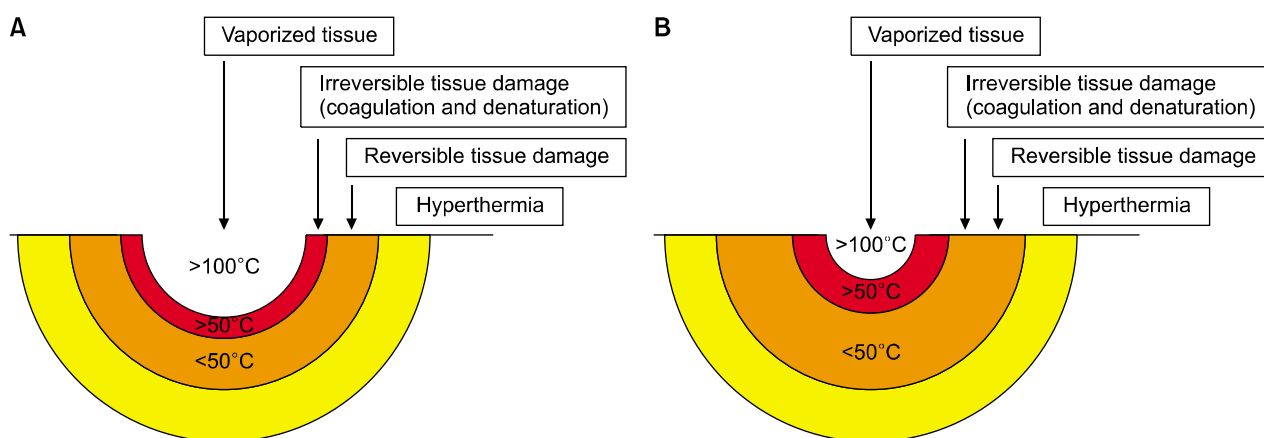 A
Vaporized tissue
Irreversible tissue damage
(coagulation and denaturation)
Reversible tissue damage
Hyperthermia
>100°C
>50°C
<50°C
B
Vaporized tissue
Irreversible tissue damage
(coagulation and denaturation)
Reversible tissue damage
Hyperthermia
>100°C
>50°C
<50°C